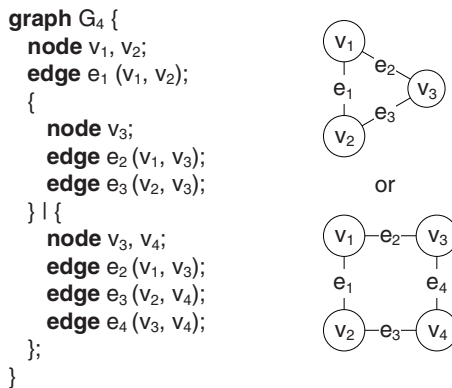 graph G₄ {
node v₁, v₂;
edge e₁ (v₁, v₂);
{
node v₃;
edge e₂ (v₁, v₃);
edge e₃ (v₂, v₃);
} | {
node v₃, v₄;
edge e₂ (v₁, v₃);
edge e₃ (v₂, v₄);
edge e₄ (v₃, v₄);
};
}
v₁
e₂
e₁ v₃
e₃
v₂
or
v₁ e₂ v₃
e₁ e₄
v₂ e₃ v₄